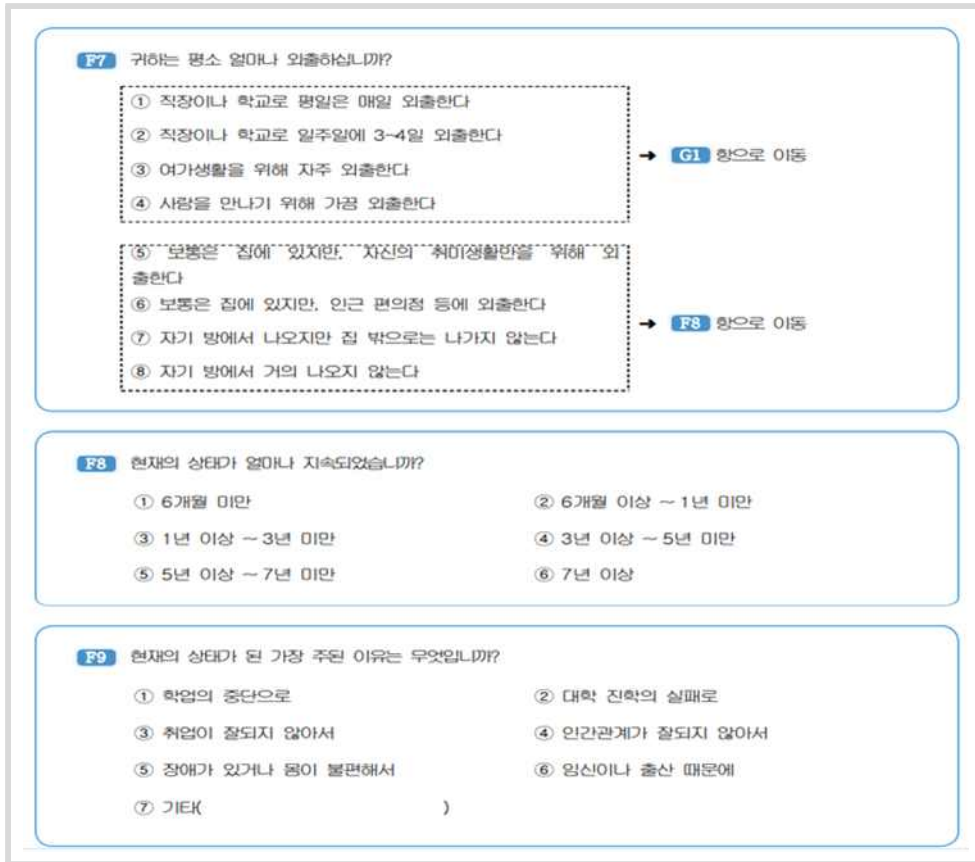 F7 귀하는 평소 얼마나 외출하십니까?
① 직장이나 학교로 평일은 매일 외출한다
② 직장이나 학교로 일주일에 3~4일 외출한다
③ 여가생활을 위해 자주 외출한다
④ 사람을 만나기 위해 가끔 외출한다
→ G1 항으로 이동
⑤ 보통은 집에 있지만, 자신의 취미생활만을 위해 외
출한다
⑥ 보통은 집에 있지만, 인근 편의점 등에 외출한다
⑦ 자기 방에서 나오지만 집 밖으로는 나가지 않는다
⑧ 자기 방에서 거의 나오지 않는다
→ F8 항으로 이동
F8 현재의 상태가 얼마나 지속되었습니까?
① 6개월 미만 ② 6개월 이상 ~ 1년 미만
③ 1년 이상 ~ 3년 미만 ④ 3년 이상 ~ 5년 미만
⑤ 5년 이상 ~ 7년 미만 ⑥ 7년 이상
F9 현재의 상태가 된 가장 주된 이유는 무엇입니까?
① 학업의 중단으로 ② 대학 진학의 실패로
③ 취업이 잘되지 않아서 ④ 인간관계가 잘되지 않아서
⑤ 장애가 있거나 몸이 불편해서 ⑥ 임신이나 출산 때문에
⑦ 기타( )